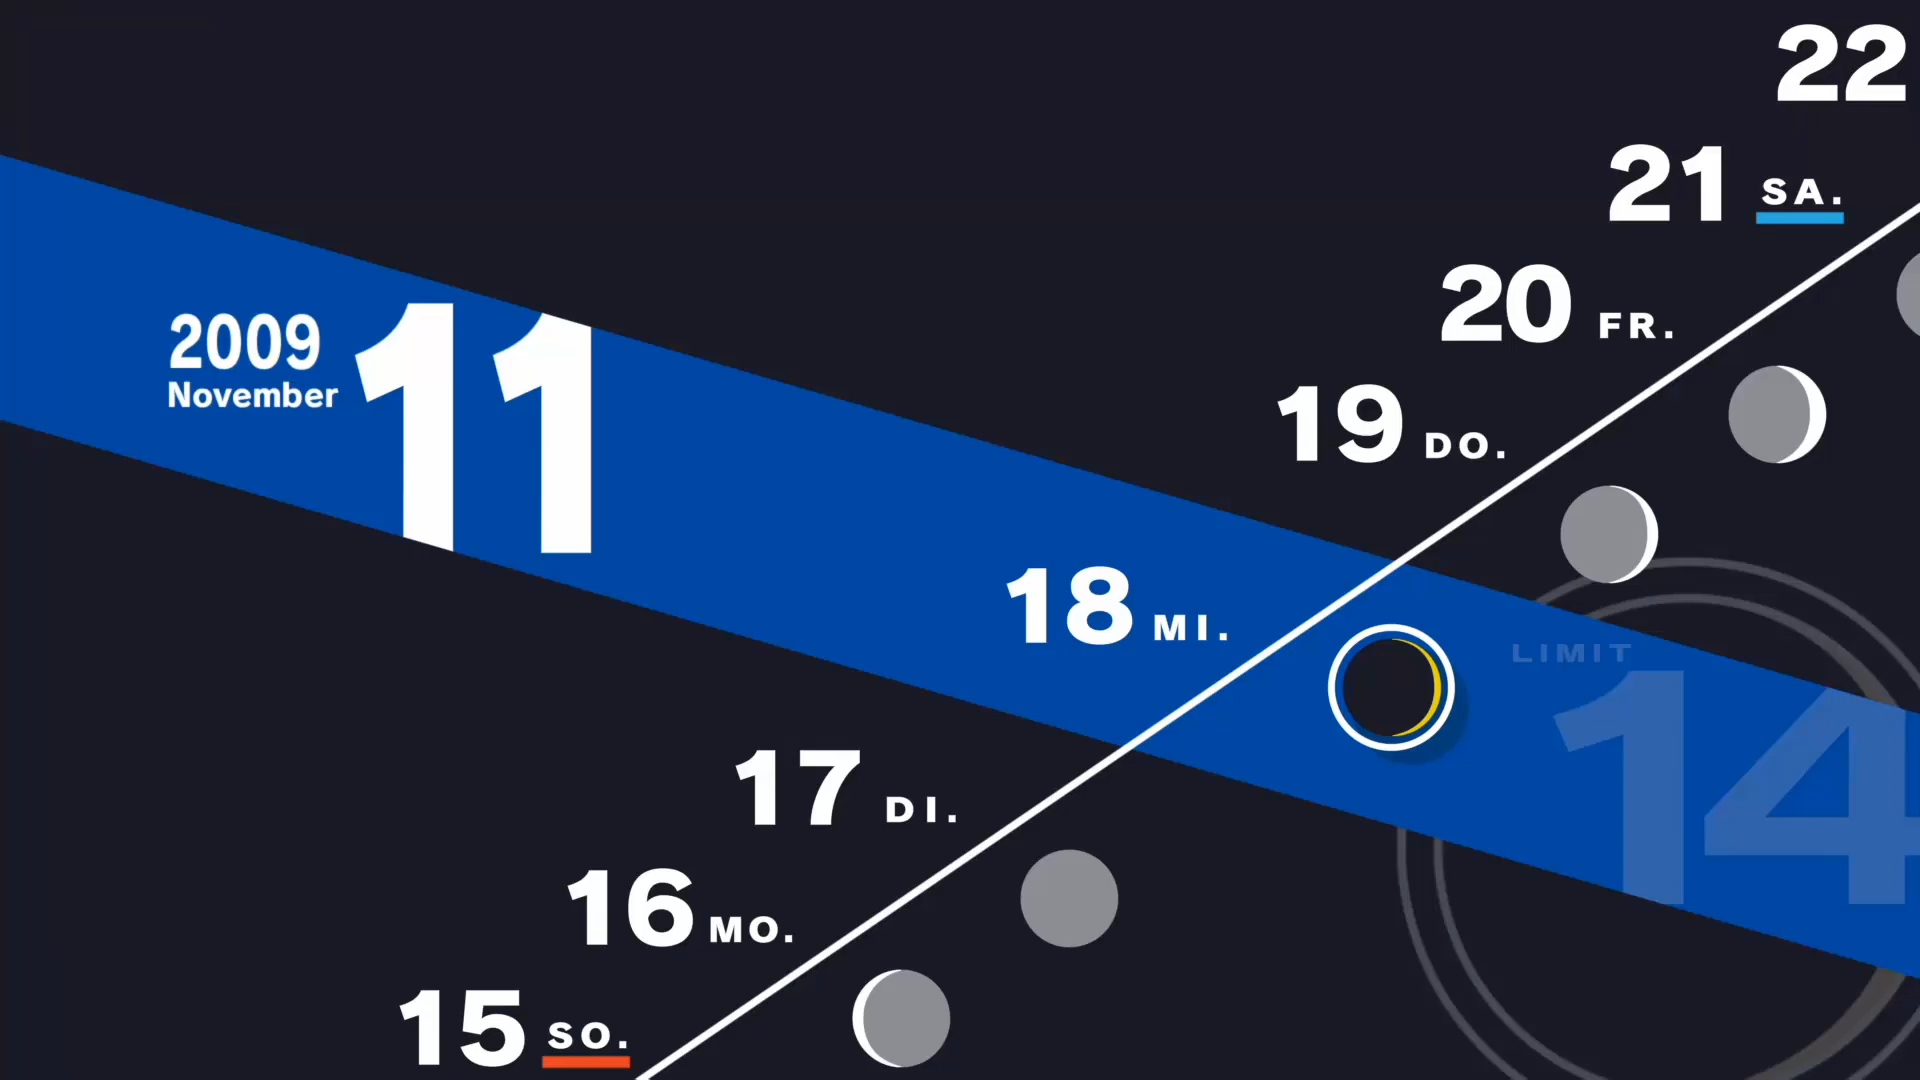 2009
November
11
22
21 SA.
20 FR.
19 DO.
18 MI.
17 DI.
16 MO.
15 SO.
LIMIT
14